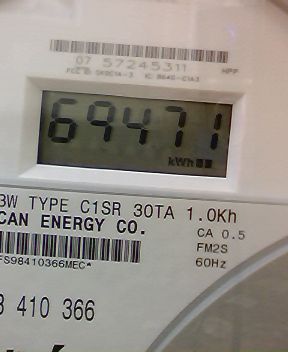 07 57245311
69471
kWh
3W TYPE C1SR 30TA 1.0Kh
CAN ENERGY CO.
CA 0.5
FM2S
60Hz
FS98410366MEC*
410 366